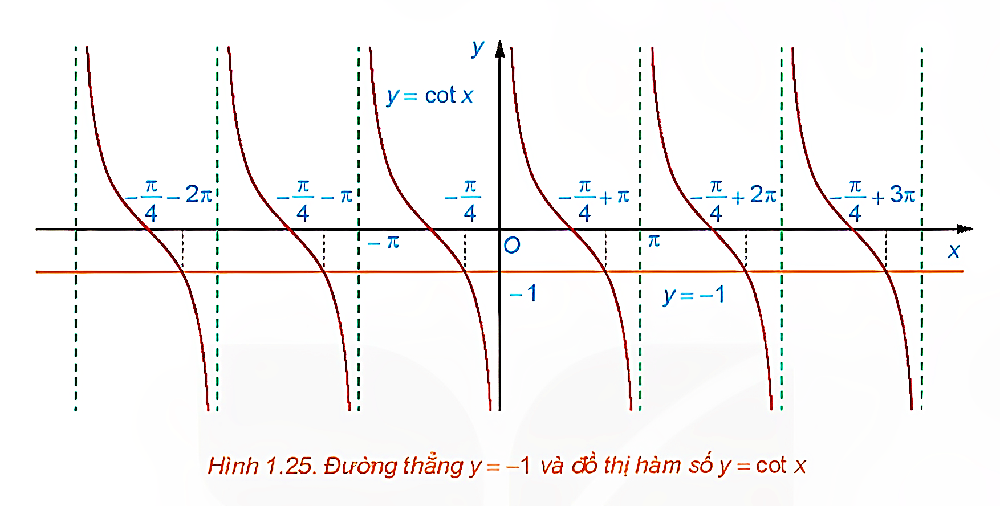 y
y = cot x
-π/4 - 2π
-π/4 - π
-π/4
-π/4 + π
-π/4 + 2π
-π/4 + 3π
-π
O
π
x
-1
y = -1
Hình 1.25. Đường thẳng y = -1 và đồ thị hàm số y = cot x